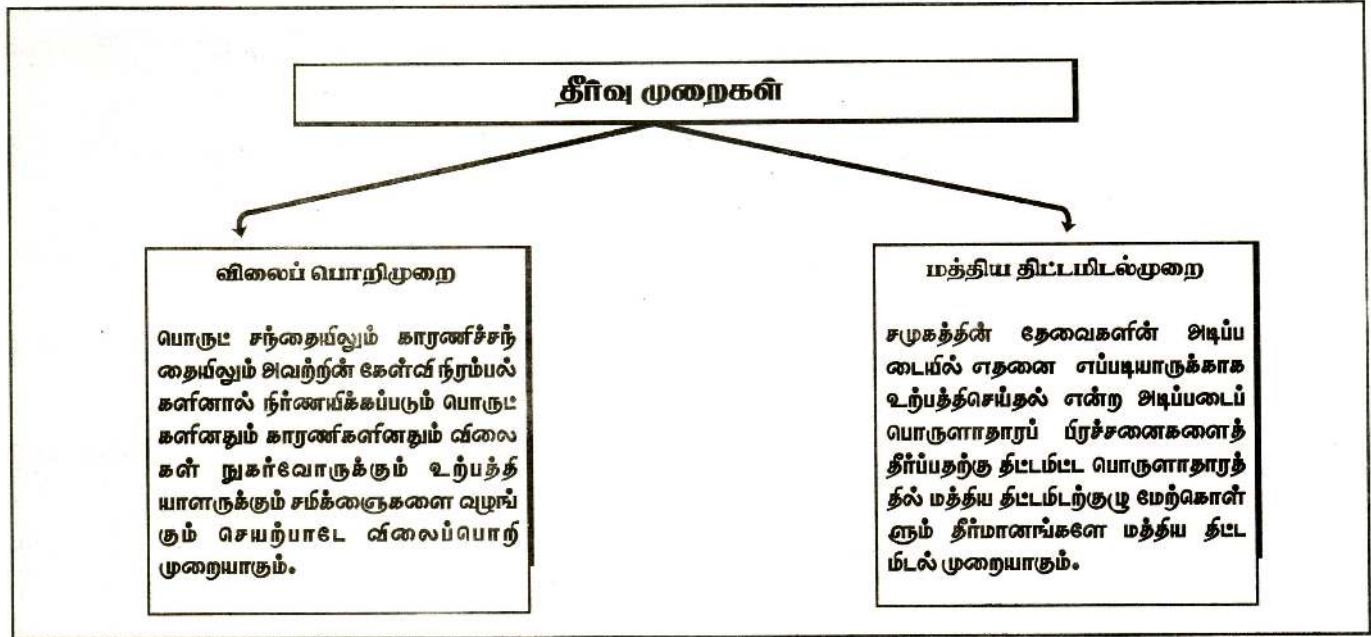 தீர்வு முறைகள்
விலைப் பொறிமுறை
பொருட் சந்தையிலும் காரணிச்சந்
தையிலும் அவற்றின் கேள்வி நிரம்பல்
களினால் நிர்ணயிக்கப்படும் பொருட்
களினதும் காரணிகளினதும் விலை
கள் நுகர்வோருக்கும் உற்பத்தி
யாளருக்கும் சமிக்ஞைகளை வழங்
கும் செயற்பாடே விலைப்பொறி
முறையாகும்.
மத்திய திட்டமிடல்முறை
சமுகத்தின் தேவைகளின் அடிப்ப
டையில் எதனை எப்படியாருக்காக
உற்பத்திசெய்தல் என்ற அடிப்படைப்
பொருளாதாரப் பிரச்சனைகளைத்
தீர்ப்பதற்கு திட்டமிட்ட பொருளாதாரத்
தில் மத்திய திட்டமிடற்குழு மேற்கொள்
ளும் தீர்மானங்களே மத்திய திட்ட
மிடல் முறையாகும்.